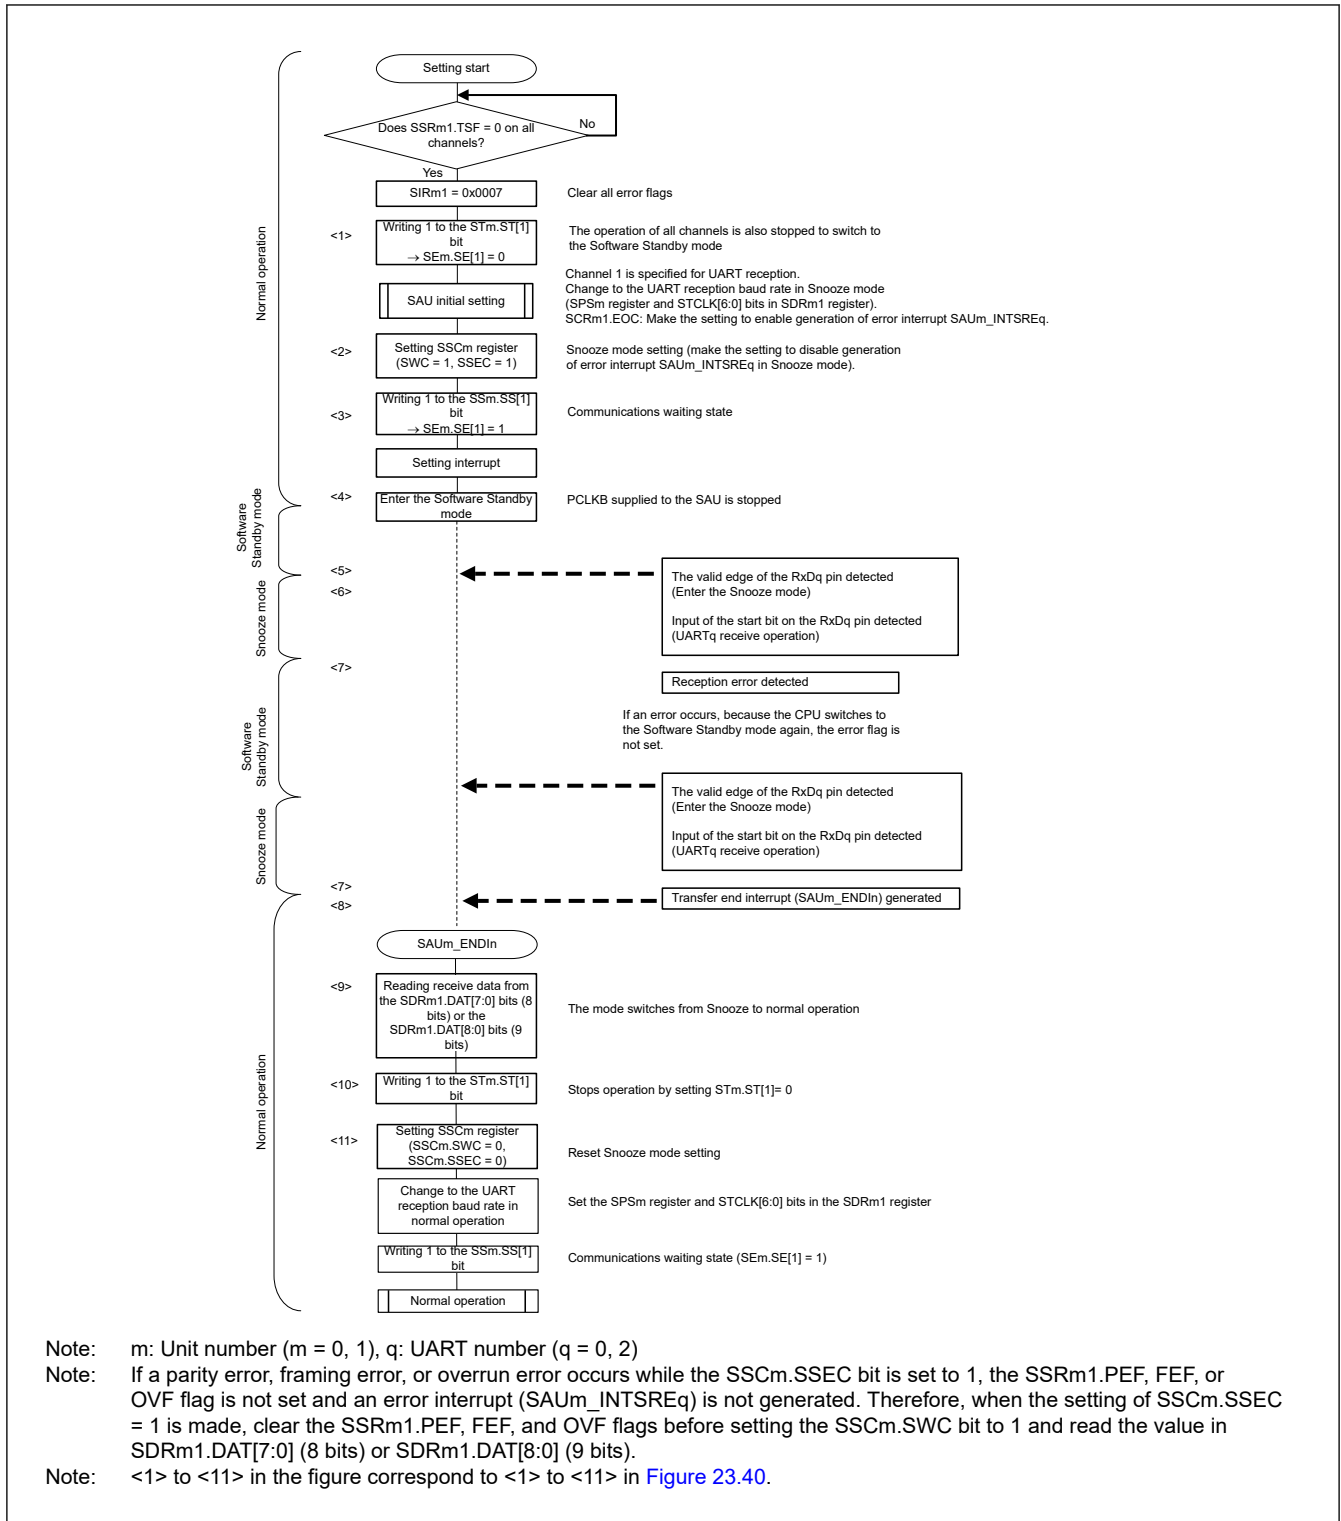 Setting start
Does SSRm1.TSF = 0 on all
channels?
No
Yes
SIRm1 = 0x0007
Clear all error flags
<1>
Writing 1 to the STm.ST[1]
bit
→ SEm.SE[1] = 0
The operation of all channels is also stopped to switch to
the Software Standby mode
Normal operation
SAU initial setting
Channel 1 is specified for UART reception.
Change to the UART reception baud rate in Snooze mode
(SPSm register and STCLK[6:0] bits in SDRm1 register).
SCRm1.EOC: Make the setting to enable generation of error interrupt SAUm_INTSREq.
<2>
Setting SSCm register
(SWC = 1, SSEC = 1)
Snooze mode setting (make the setting to disable generation
of error interrupt SAUm_INTSREq in Snooze mode).
<3>
Writing 1 to the SSm.SS[1]
bit
→ SEm.SE[1] = 1
Communications waiting state
Setting interrupt
<4>
Enter the Software Standby
mode
PCLKB supplied to the SAU is stopped
Software
Standby mode
<5>
<6>
The valid edge of the RxDq pin detected
(Enter the Snooze mode)
Input of the start bit on the RxDq pin detected
(UARTq receive operation)
Snooze mode
<7>
Reception error detected
If an error occurs, because the CPU switches to
the Software Standby mode again, the error flag is
not set.
Software
Standby mode
The valid edge of the RxDq pin detected
(Enter the Snooze mode)
Input of the start bit on the RxDq pin detected
(UARTq receive operation)
Snooze mode
<7>
<8>
Transfer end interrupt (SAUm_ENDIn) generated
SAUm_ENDIn
<9>
Reading receive data from
the SDRm1.DAT[7:0] bits (8
bits) or the
SDRm1.DAT[8:0] bits (9
bits)
The mode switches from Snooze to normal operation
Normal operation
<10>
Writing 1 to the STm.ST[1]
bit
Stops operation by setting STm.ST[1]= 0
<11>
Setting SSCm register
(SSCm.SWC = 0,
SSCm.SSEC = 0)
Reset Snooze mode setting
Change to the UART
reception baud rate in
normal operation
Set the SPSm register and STCLK[6:0] bits in the SDRm1 register
Writing 1 to the SSm.SS[1]
bit
Communications waiting state (SEm.SE[1] = 1)
Normal operation
Note: m: Unit number (m = 0, 1), q: UART number (q = 0, 2)
Note: If a parity error, framing error, or overrun error occurs while the SSCm.SSEC bit is set to 1, the SSRm1.PEF, FEF, or
OVF flag is not set and an error interrupt (SAUm_INTSREq) is not generated. Therefore, when the setting of SSCm.SSEC
= 1 is made, clear the SSRm1.PEF, FEF, and OVF flags before setting the SSCm.SWC bit to 1 and read the value in
SDRm1.DAT[7:0] (8 bits) or SDRm1.DAT[8:0] (9 bits).
Note: <1> to <11> in the figure correspond to <1> to <11> in Figure 23.40.